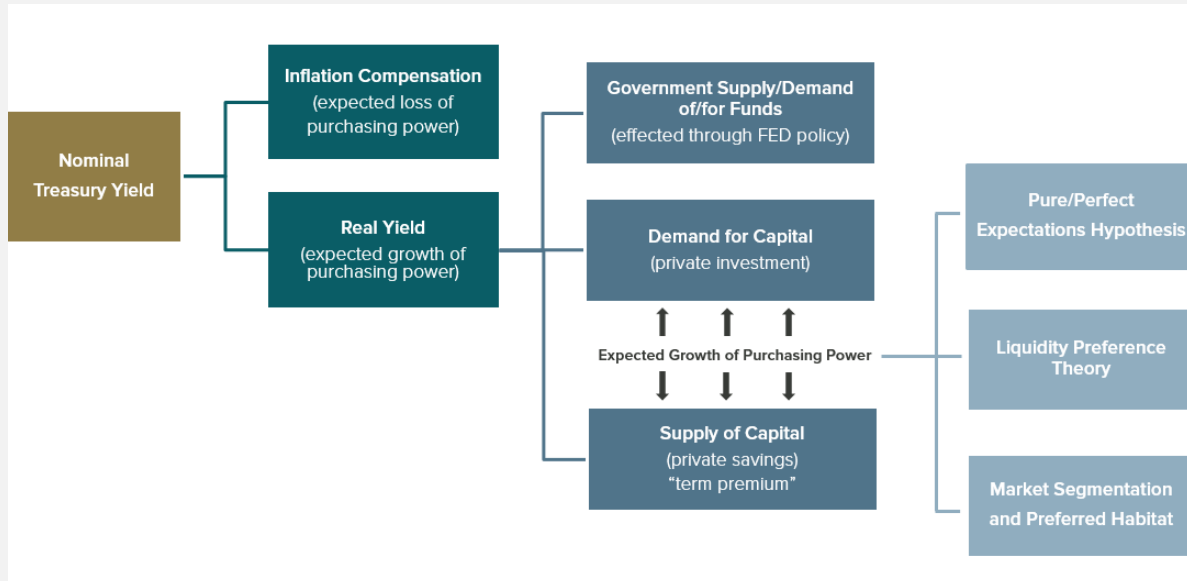 Nominal
Treasury Yield
Inflation Compensation
(expected loss of
purchasing power)
Real Yield
(expected growth of
purchasing power)
Government Supply/Demand
of/for Funds
(effected through FED policy)
Demand for Capital
(private investment)
Expected Growth of Purchasing Power
Supply of Capital
(private savings)
“term premium”
Pure/Perfect
Expectations Hypothesis
Liquidity Preference
Theory
Market Segmentation
and Preferred Habitat